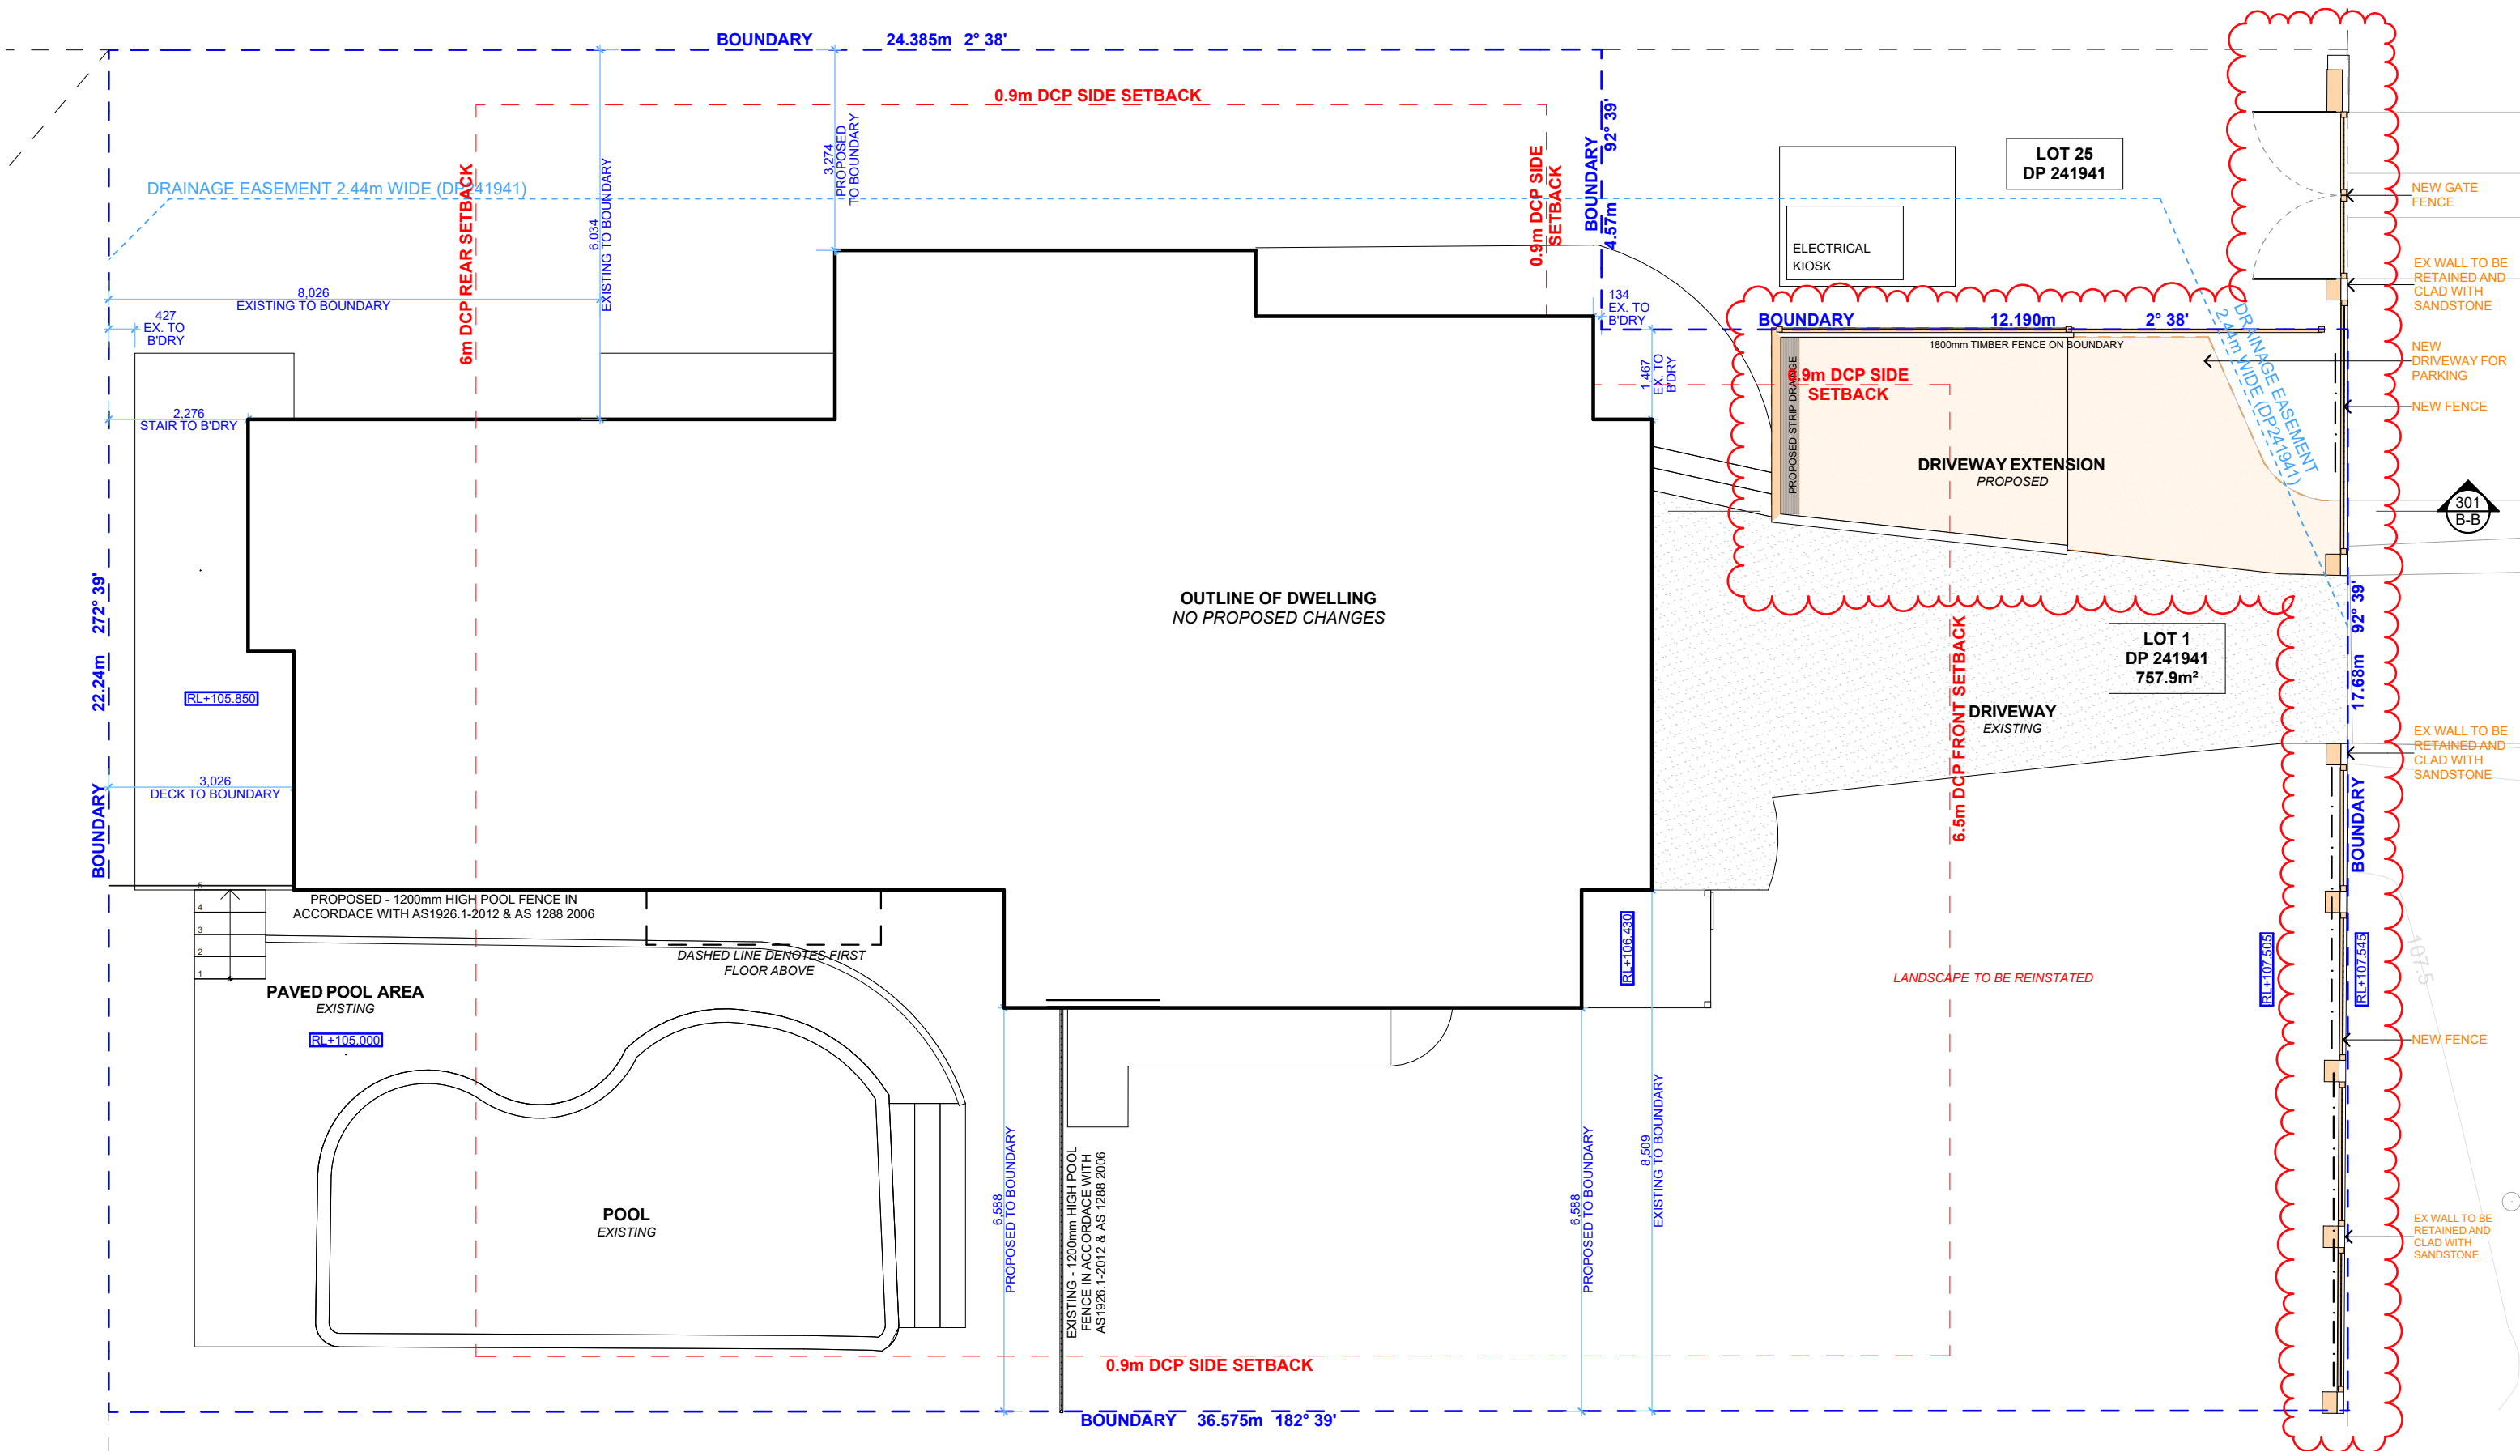 BOUNDARY 24.385m 2° 38'
0.9m DCP SIDE SETBACK
3,274
PROPOSED
TO BOUNDARY
6,034
EXISTING TO BOUNDARY
6m DCP REAR SETBACK
DRAINAGE EASEMENT 2.44m WIDE (DP241941)
0.9m DCP SIDE
SETBACK
BOUNDARY
4.57m 92° 39'
LOT 25
DP 241941
ELECTRICAL
KIOSK
NEW GATE
FENCE
EX WALL TO BE
RETAINED AND
CLAD WITH
SANDSTONE
8,026
EXISTING TO BOUNDARY
427
EX. TO
B'DRY
134
EX. TO
B'DRY
BOUNDARY 12.190m 2° 38'
1800mm TIMBER FENCE ON BOUNDARY
DRAINAGE EASEMENT
2.44m WIDE (DP241941)
NEW
DRIVEWAY FOR
PARKING
1,467
EX. TO
B'DRY
PROPOSED STRIP DRAINGE
0.9m DCP SIDE
SETBACK
NEW FENCE
2,276
STAIR TO B'DRY
DRIVEWAY EXTENSION
PROPOSED
301
B-B
22.24m 272° 39'
BOUNDARY
OUTLINE OF DWELLING
NO PROPOSED CHANGES
LOT 1
DP 241941
757.9m²
17.68m 92° 39'
BOUNDARY
6.5m DCP FRONT SETBACK
RL+105.850
DRIVEWAY
EXISTING
EX WALL TO BE
RETAINED AND
CLAD WITH
SANDSTONE
3,026
DECK TO BOUNDARY
5
4
3
2
1
PROPOSED - 1200mm HIGH POOL FENCE IN
ACCORDACE WITH AS1926.1-2012 & AS 1288 2006
DASHED LINE DENOTES FIRST
FLOOR ABOVE
RL+106.430
RL+107.505
RL+107.545
107.5
PAVED POOL AREA
EXISTING
RL+105.000
LANDSCAPE TO BE REINSTATED
NEW FENCE
POOL
EXISTING
6,588
PROPOSED TO BOUNDARY
EXISTING - 1200mm HIGH POOL
FENCE IN ACCORDACE WITH
AS1926.1-2012 & AS 1288 2006
6,588
PROPOSED TO BOUNDARY
8,509
EXISTING TO BOUNDARY
EX WALL TO BE
RETAINED AND
CLAD WITH
SANDSTONE
0.9m DCP SIDE SETBACK
BOUNDARY 36.575m 182° 39'